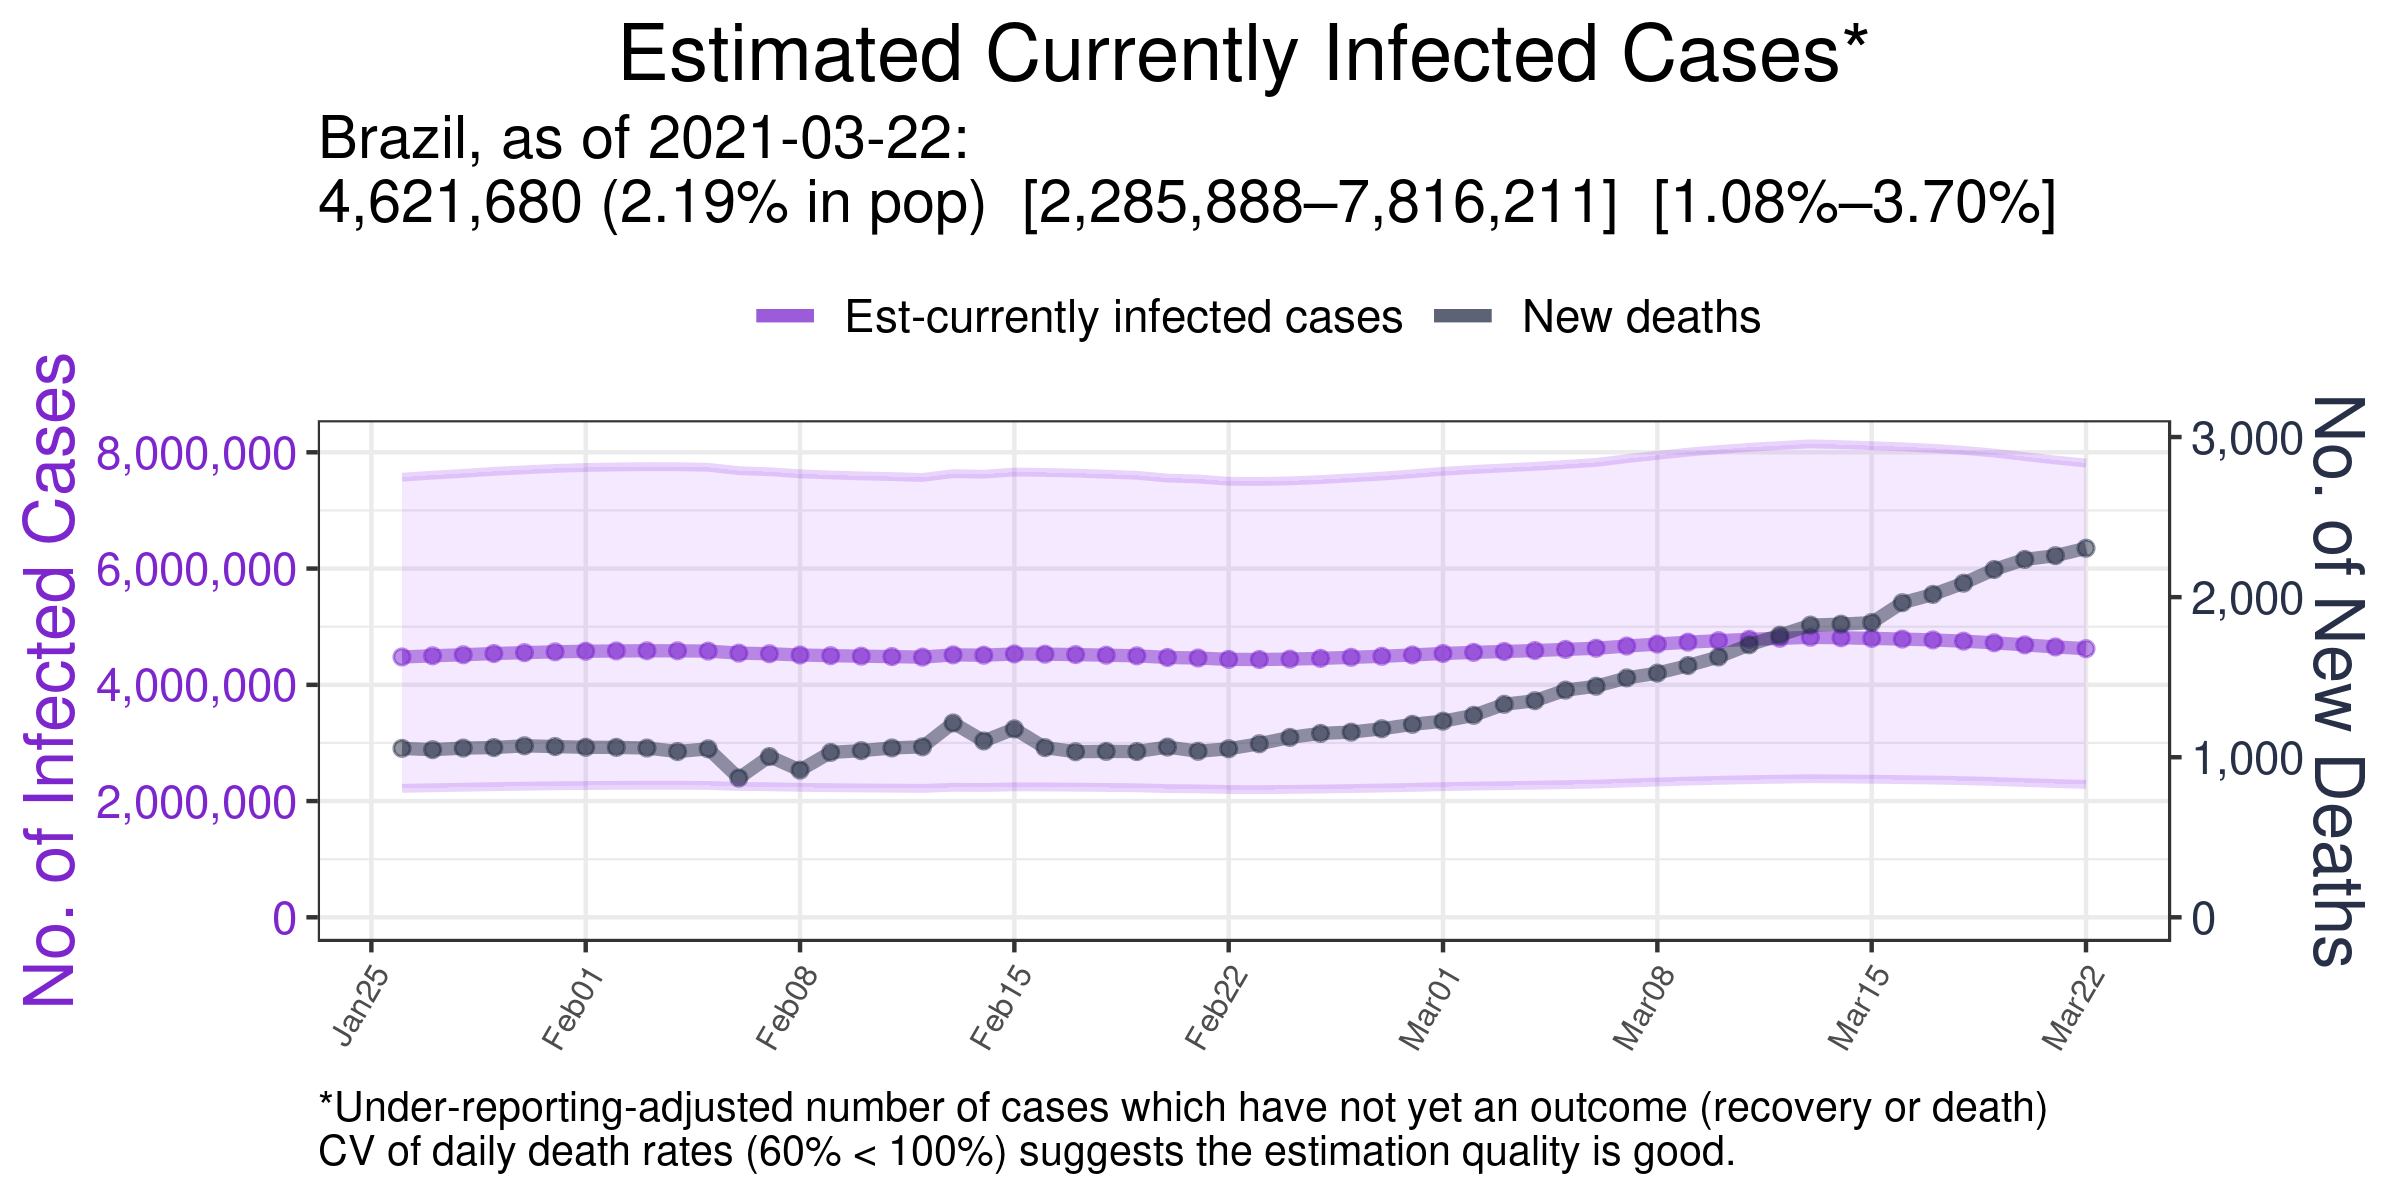 Estimated Currently Infected Cases*
Brazil, as of 2021-03-22:
4,621,680 (2.19% in pop)  [2,285,888–7,816,211]  [1.08%–3.70%]
Est-currently infected cases
New deaths
No. of Infected Cases
8,000,000
6,000,000
4,000,000
2,000,000
0
3,000
2,000
1,000
0
No. of New Deaths
Jan25
Feb01
Feb08
Feb15
Feb22
Mar01
Mar08
Mar15
Mar22
*Under-reporting-adjusted number of cases which have not yet an outcome (recovery or death)
CV of daily death rates (60% < 100%) suggests the estimation quality is good.